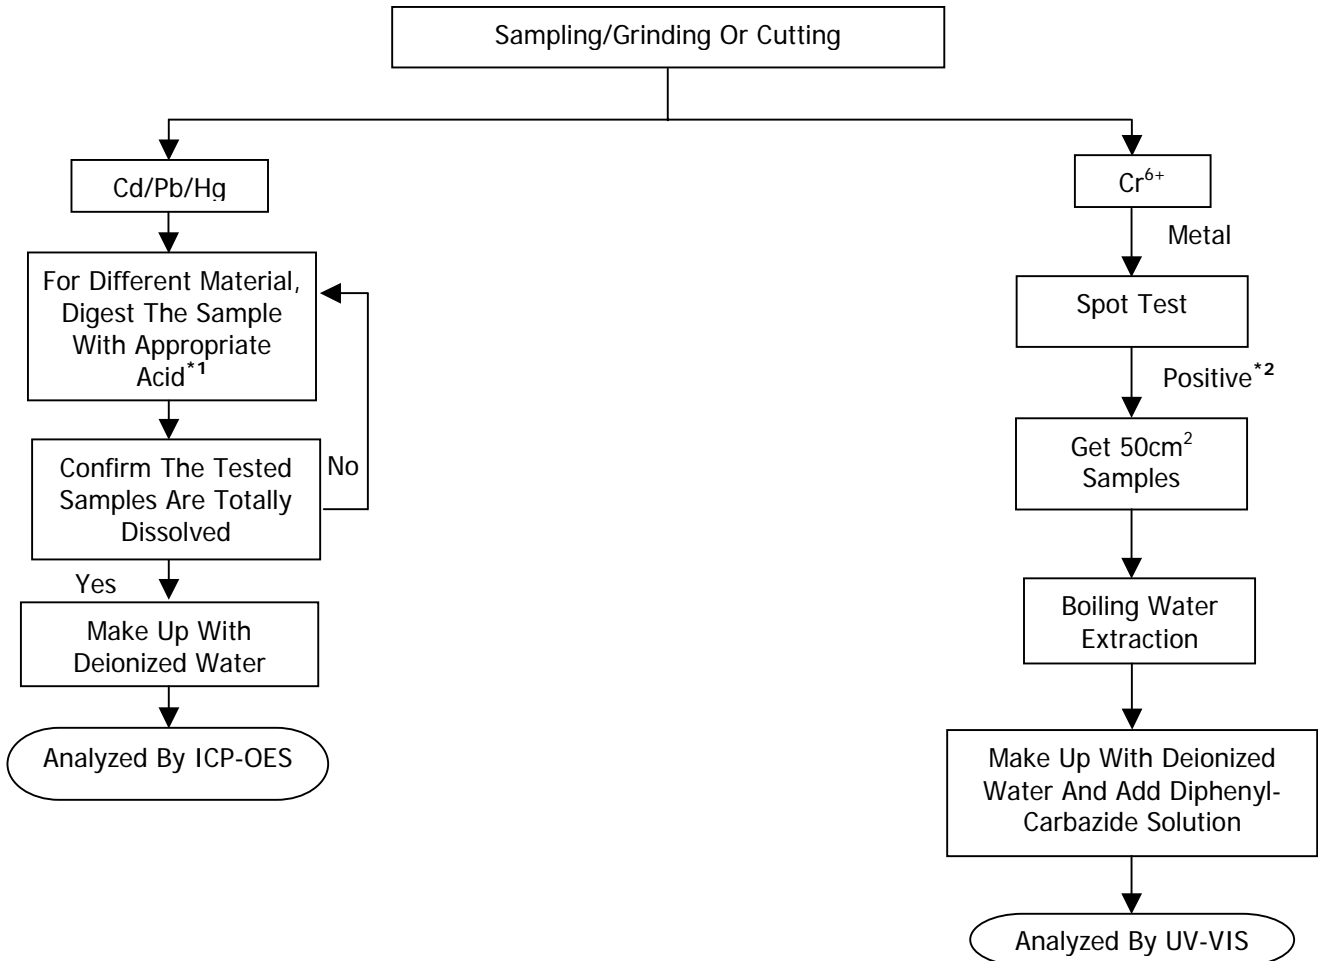 Sampling/Grinding Or Cutting
Cd/Pb/Hg
For Different Material,
Digest The Sample
With Appropriate
Acid*1
Confirm The Tested
Samples Are Totally
Dissolved
No
Yes
Make Up With
Deionized Water
Analyzed By ICP-OES
Cr6+
Metal
Spot Test
Positive*2
Get 50cm2
Samples
Boiling Water
Extraction
Make Up With Deionized
Water And Add Diphenyl-
Carbazide Solution
Analyzed By UV-VIS